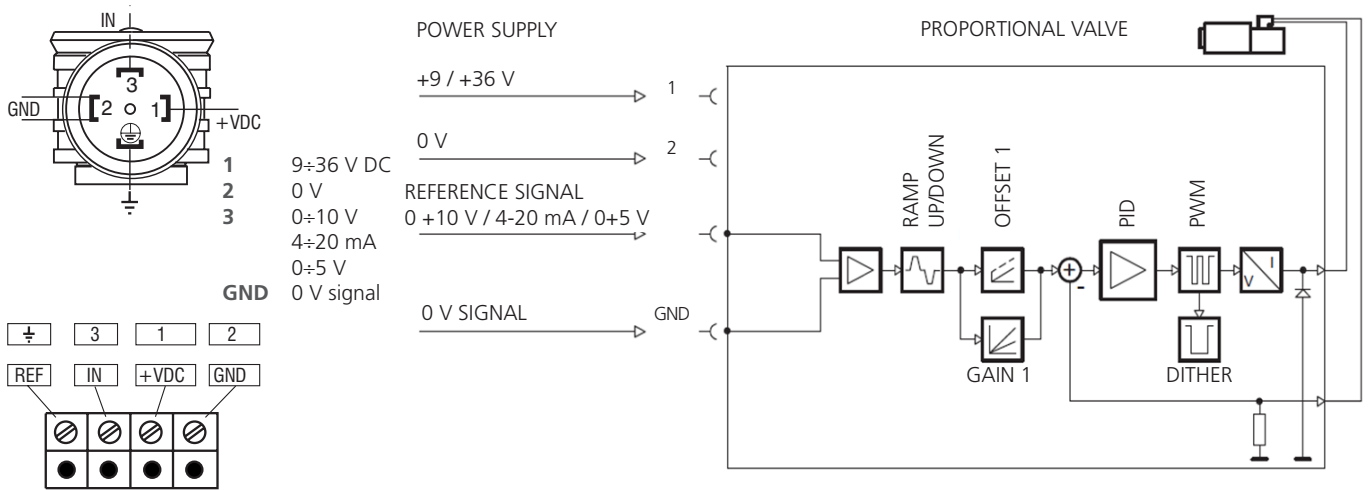 IN
3
2
1
GND
+VDC
1 9÷36 V DC
2 0 V
3 0÷10 V
4÷20 mA
0÷5 V
GND 0 V signal
3 1 2
REF IN +VDC GND
POWER SUPPLY
+9 / +36 V
1
0 V
2
REFERENCE SIGNAL
0 +10 V / 4-20 mA / 0+5 V
0 V SIGNAL
GND
PROPORTIONAL VALVE
RAMP
UP/DOWN
OFFSET 1
GAIN 1
+
-
PID
PWM
DITHER
I
V